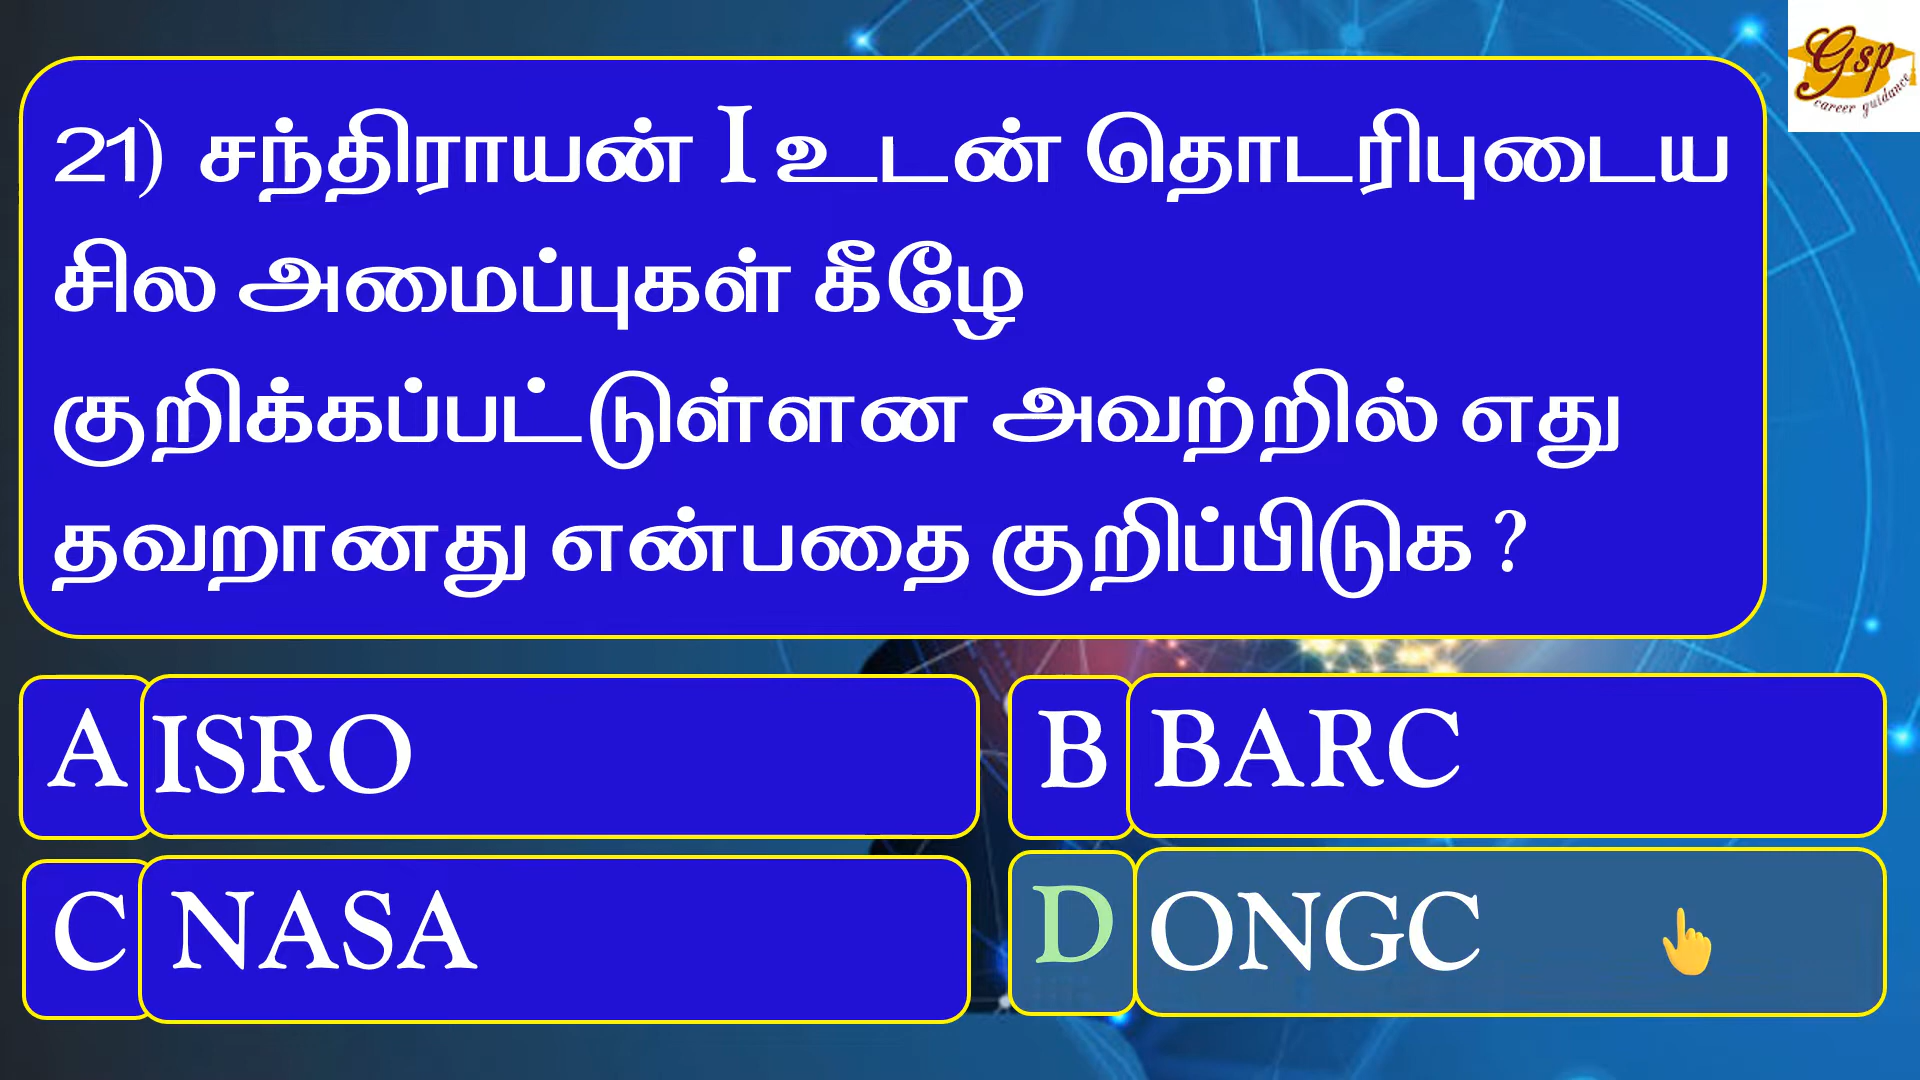 Gsp
career guidance
21) சந்திராயன் I உடன் தொடரிபுடைய
சில அமைப்புகள் கீழே
குறிக்கப்பட்டுள்ளன அவற்றில் எது
தவறானது என்பதை குறிப்பிடுக ?
A ISRO
B BARC
C NASA
D ONGC